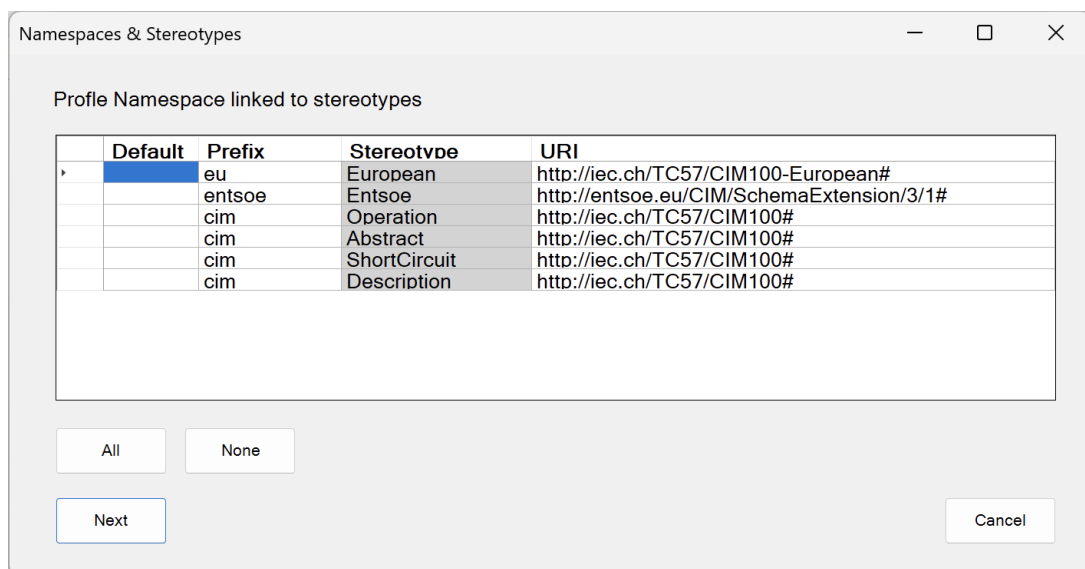 Namespaces & Stereotypes
Profle Namespace linked to stereotypes
Default Prefix Stereotype URI
eu European http://iec.ch/TC57/CIM100-European#
entsoe Entsoe http://entsoe.eu/CIM/SchemaExtension/3/1#
cim Operation http://iec.ch/TC57/CIM100#
cim Abstract http://iec.ch/TC57/CIM100#
cim ShortCircuit http://iec.ch/TC57/CIM100#
cim Description http://iec.ch/TC57/CIM100#
All None
Next Cancel